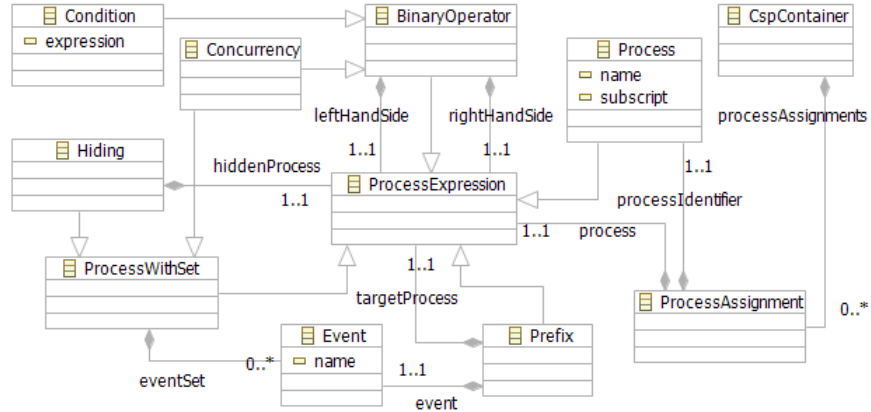 Condition
BinaryOperator
CspContainer
expression
Concurrency
Process
name
subscript
leftHandSide
rightHandSide
processAssignments
Hiding
hiddenProcess
1..1
1..1
1..1
1..1
ProcessExpression
processIdentifier
1..1
process
ProcessWithSet
1..1
targetProcess
ProcessAssignment
0..*
Event
Prefix
name
0..*
1..1
eventSet
event